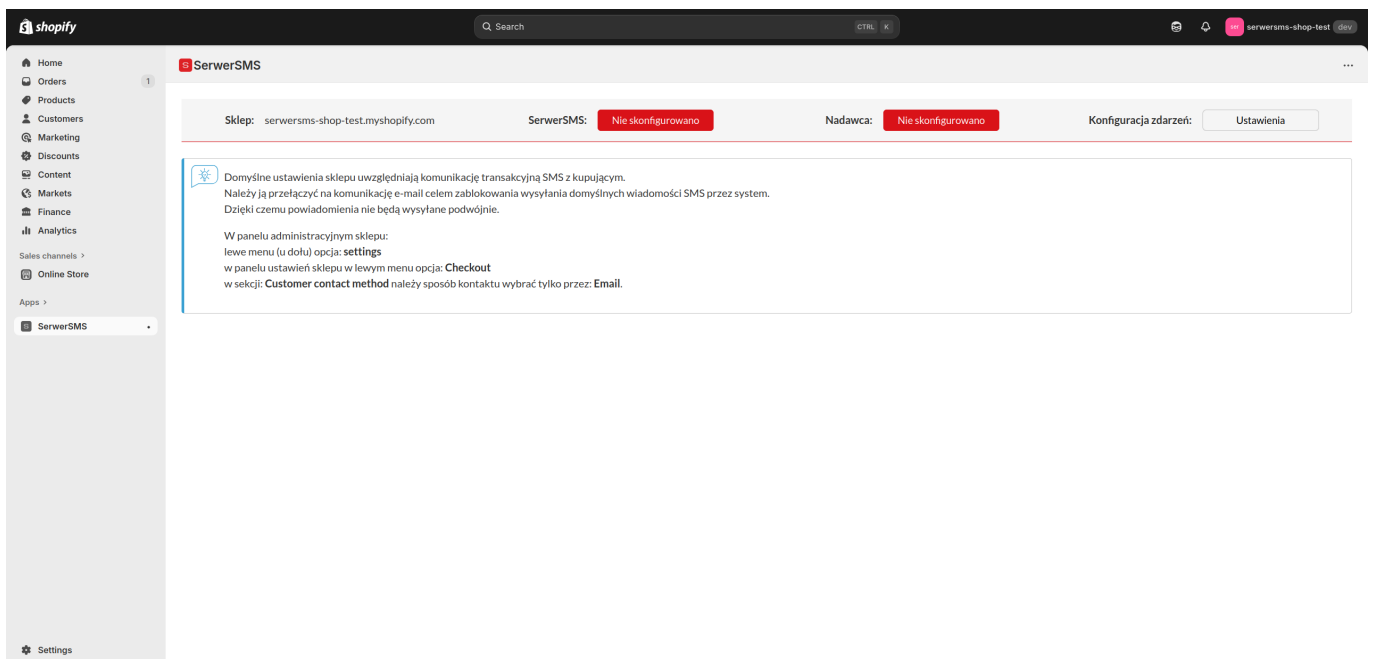 shopify
Search
CTRL K
serwersms-shop-test dev
Home
Orders 1
Products
Customers
Marketing
Discounts
Content
Markets
Finance
Analytics
Sales channels >
Online Store
Apps >
SerwerSMS
Settings
SerwerSMS
Sklep: serwersms-shop-test.myshopify.com SerwerSMS: Nie skonfigurowano Nadawca: Nie skonfigurowano Konfiguracja zdarzeń: Ustawienia
Domyślne ustawienia sklepu uwzględniają komunikację transakcyjną SMS z kupującym.
Należy ją przełączyć na komunikację e-mail celem zablokowania wysyłania domyślnych wiadomości SMS przez system.
Dzięki czemu powiadomienia nie będą wysyłane podwójnie.
W panelu administracyjnym sklepu:
lewe menu (u dołu) opcja: settings
w panelu ustawień sklepu w lewym menu opcja: Checkout
w sekcji: Customer contact method należy sposób kontaktu wybrać tylko przez: Email.